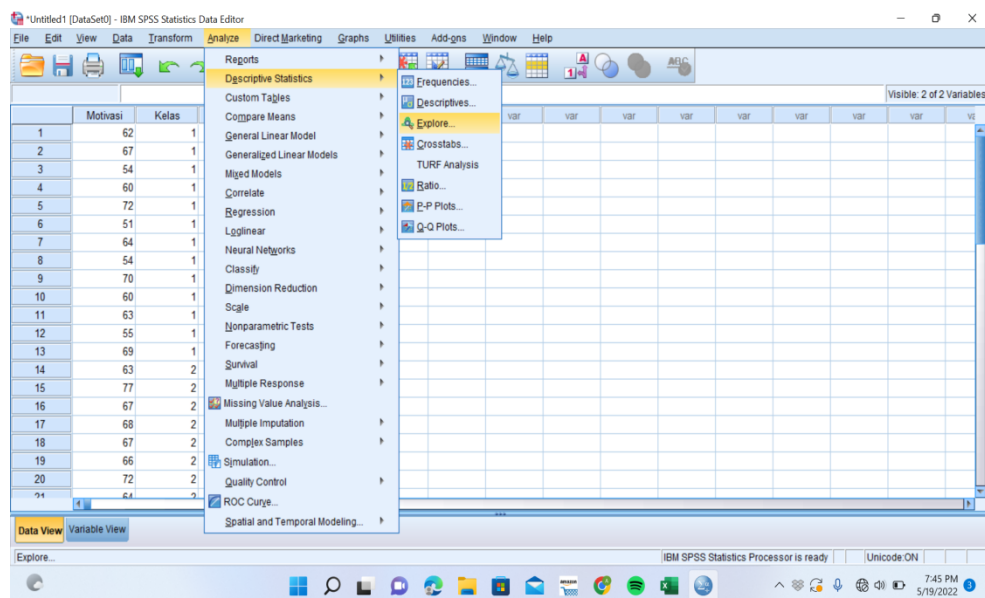 *Untitled1 [DataSet0] - IBM SPSS Statistics Data Editor
File Edit View Data Transform Analyze Direct Marketing Graphs Utilities Add-ons Window Help
Visible: 2 of 2 Variables
Reports
Descriptive Statistics
Custom Tables
Compare Means
General Linear Model
Generalized Linear Models
Mixed Models
Correlate
Regression
Loglinear
Neural Networks
Classify
Dimension Reduction
Scale
Nonparametric Tests
Forecasting
Survival
Multiple Response
Missing Value Analysis...
Multiple Imputation
Complex Samples
Simulation...
Quality Control
ROC Curve...
Spatial and Temporal Modeling...
Frequencies...
Descriptives...
Explore...
Crosstabs...
TURF Analysis
Ratio...
P-P Plots...
Q-Q Plots...
Motivasi Kelas var var var var var var var var
1 62 1
2 67 1
3 54 1
4 60 1
5 72 1
6 51 1
7 64 1
8 54 1
9 70 1
10 60 1
11 63 1
12 55 1
13 69 1
14 63 2
15 77 2
16 67 2
17 68 2
18 67 2
19 66 2
20 72 2
21 64 2
Data View Variable View
Explore... IBM SPSS Statistics Processor is ready Unicode:ON
7:45 PM
5/19/2022 3